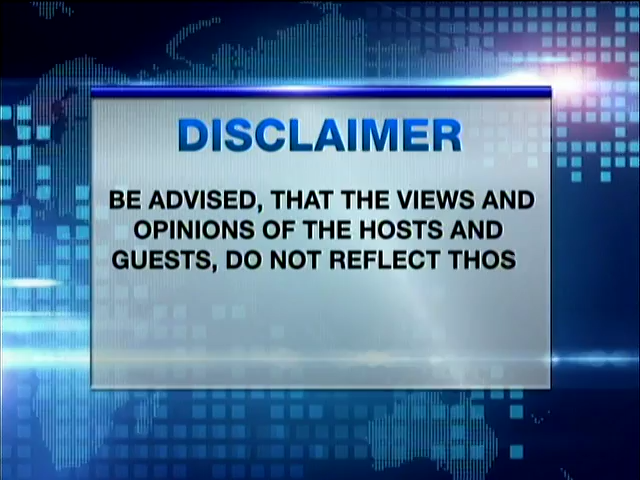 DISCLAIMER
BE ADVISED, THAT THE VIEWS AND
OPINIONS OF THE HOSTS AND
GUESTS, DO NOT REFLECT THOS